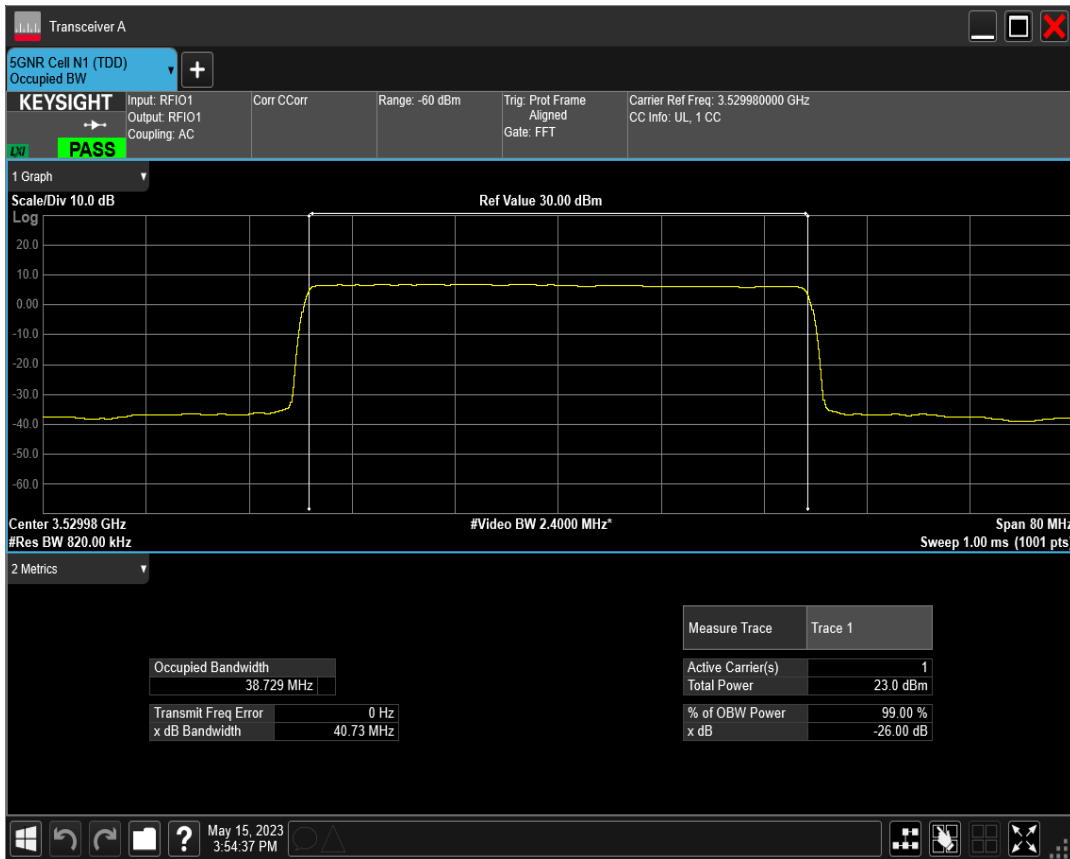 Transceiver A
5GNR Cell N1 (TDD)
Occupied BW
+
KEYSIGHT
LXI
PASS
Input: RFIO1
Output: RFIO1
Coupling: AC
Corr CCorr
Range: -60 dBm
Trig: Prot Frame
Aligned
Gate: FFT
Carrier Ref Freq: 3.529980000 GHz
CC Info: UL, 1 CC
1 Graph
Scale/Div 10.0 dB
Ref Value 30.00 dBm
Log
20.0
10.0
0.00
-10.0
-20.0
-30.0
-40.0
-50.0
-60.0
Center 3.52998 GHz
#Video BW 2.4000 MHz*
Span 80 MHz
#Res BW 820.00 kHz
Sweep 1.00 ms (1001 pts)
2 Metrics
Measure Trace Trace 1
Occupied Bandwidth
38.729 MHz
Active Carrier(s) 1
Total Power 23.0 dBm
Transmit Freq Error 0 Hz
x dB Bandwidth 40.73 MHz
% of OBW Power 99.00 %
x dB -26.00 dB
?
May 15, 2023
3:54:37 PM